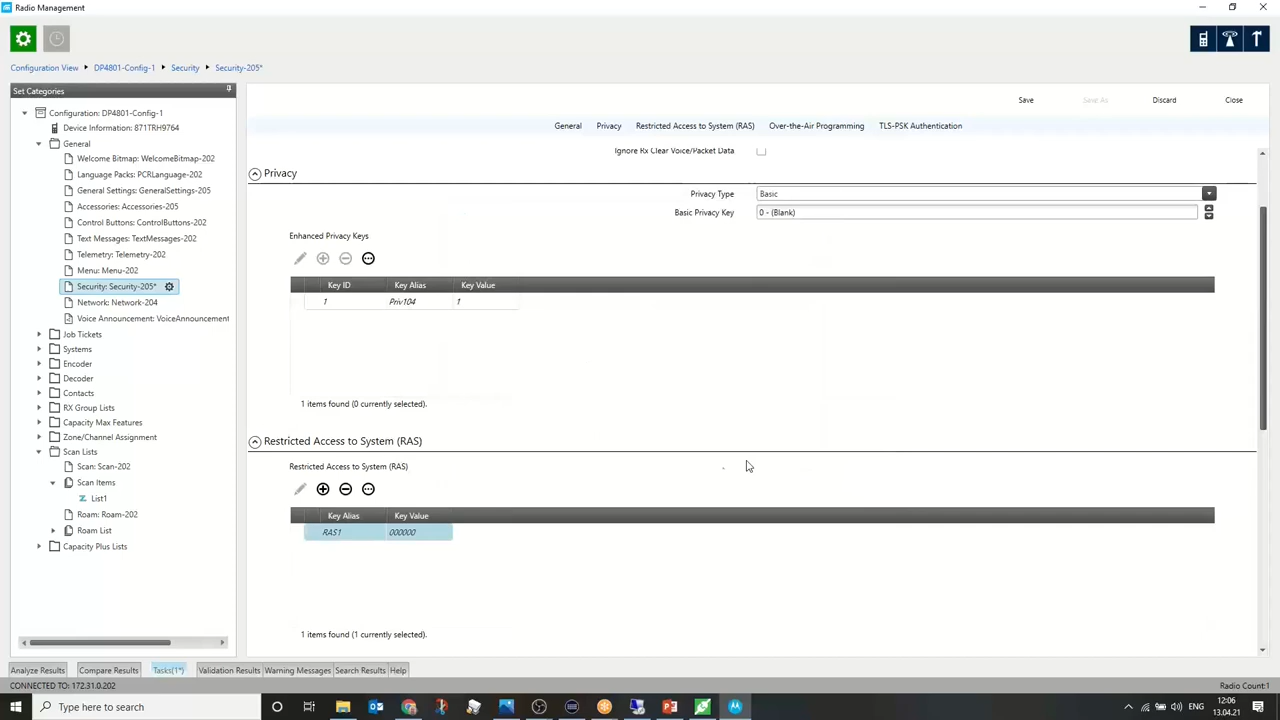 Radio Management
Configuration View DP4801-Config-1 Security Security-205*
Set Categories
Save Save As Discard Close
Configuration: DP4801-Config-1
Device Information: 871TRH9764
General
Welcome Bitmap: WelcomeBitmap-202
Language Packs: PCRLanguage-202
General Settings: GeneralSettings-205
Accessories: Accessories-205
Control Buttons: ControlButtons-202
Text Messages: TextMessages-202
Telemetry: Telemetry-202
Menu: Menu-202
Security: Security-205*
Network: Network-204
Voice Announcement: VoiceAnnouncement
Job Tickets
Systems
Encoder
Decoder
Contacts
RX Group Lists
Capacity Max Features
Zone/Channel Assignment
Scan Lists
Scan: Scan-202
Scan Items
List1
Roam: Roam-202
Roam List
Capacity Plus Lists
General Privacy Restricted Access to System (RAS) Over-the-Air Programming TLS-PSK Authentication
Ignore Rx Clear Voice/Packet Data
Privacy
Privacy Type Basic
Basic Privacy Key 0 - (Blank)
Enhanced Privacy Keys
Key ID Key Alias Key Value
1 Priv104 1
1 items found (0 currently selected).
Restricted Access to System (RAS)
Restricted Access to System (RAS)
Key Alias Key Value
RAS1 000000
1 items found (1 currently selected).
Analyze Results Compare Results Tasks(1*) Validation Results Warning Messages Search Results Help
CONNECTED TO: 172.31.0.202 Radio Count:1
Type here to search
ENG
12:06
13.04.21